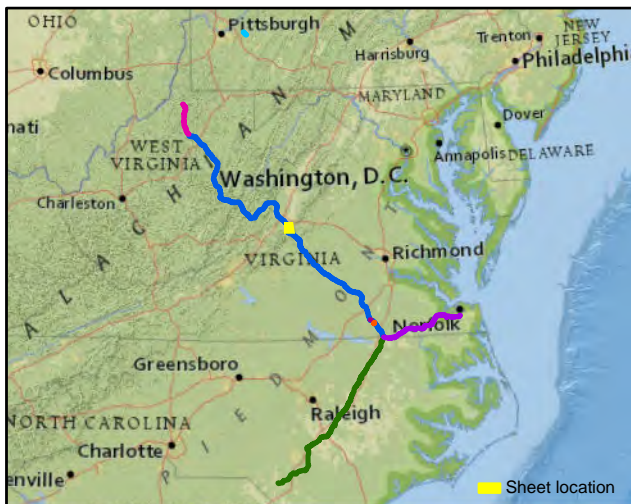 OHIO
Pittsburgh
Trenton
NEW
JERSEY
Harrisburg
Philadelphia
Columbus
MARYLAND
Dover
nati
WEST
VIRGINIA
Annapolis
DELAWARE
Washington, D.C.
Charleston
Richmond
VIRGINIA
Norfolk
A L A C H A N M
P I E D M O N T
Greensboro
Raleigh
NORTH CAROLINA
Charlotte
enville
Sheet location